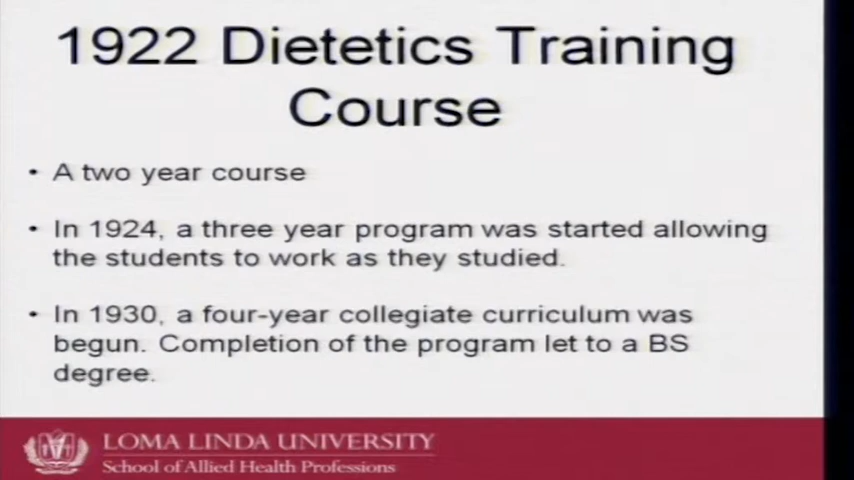 1922 Dietetics Training
Course
• A two year course
• In 1924, a three year program was started allowing
the students to work as they studied.
• In 1930, a four-year collegiate curriculum was
begun. Completion of the program let to a BS
degree.
LOMA LINDA UNIVERSITY
School of Allied Health Professions